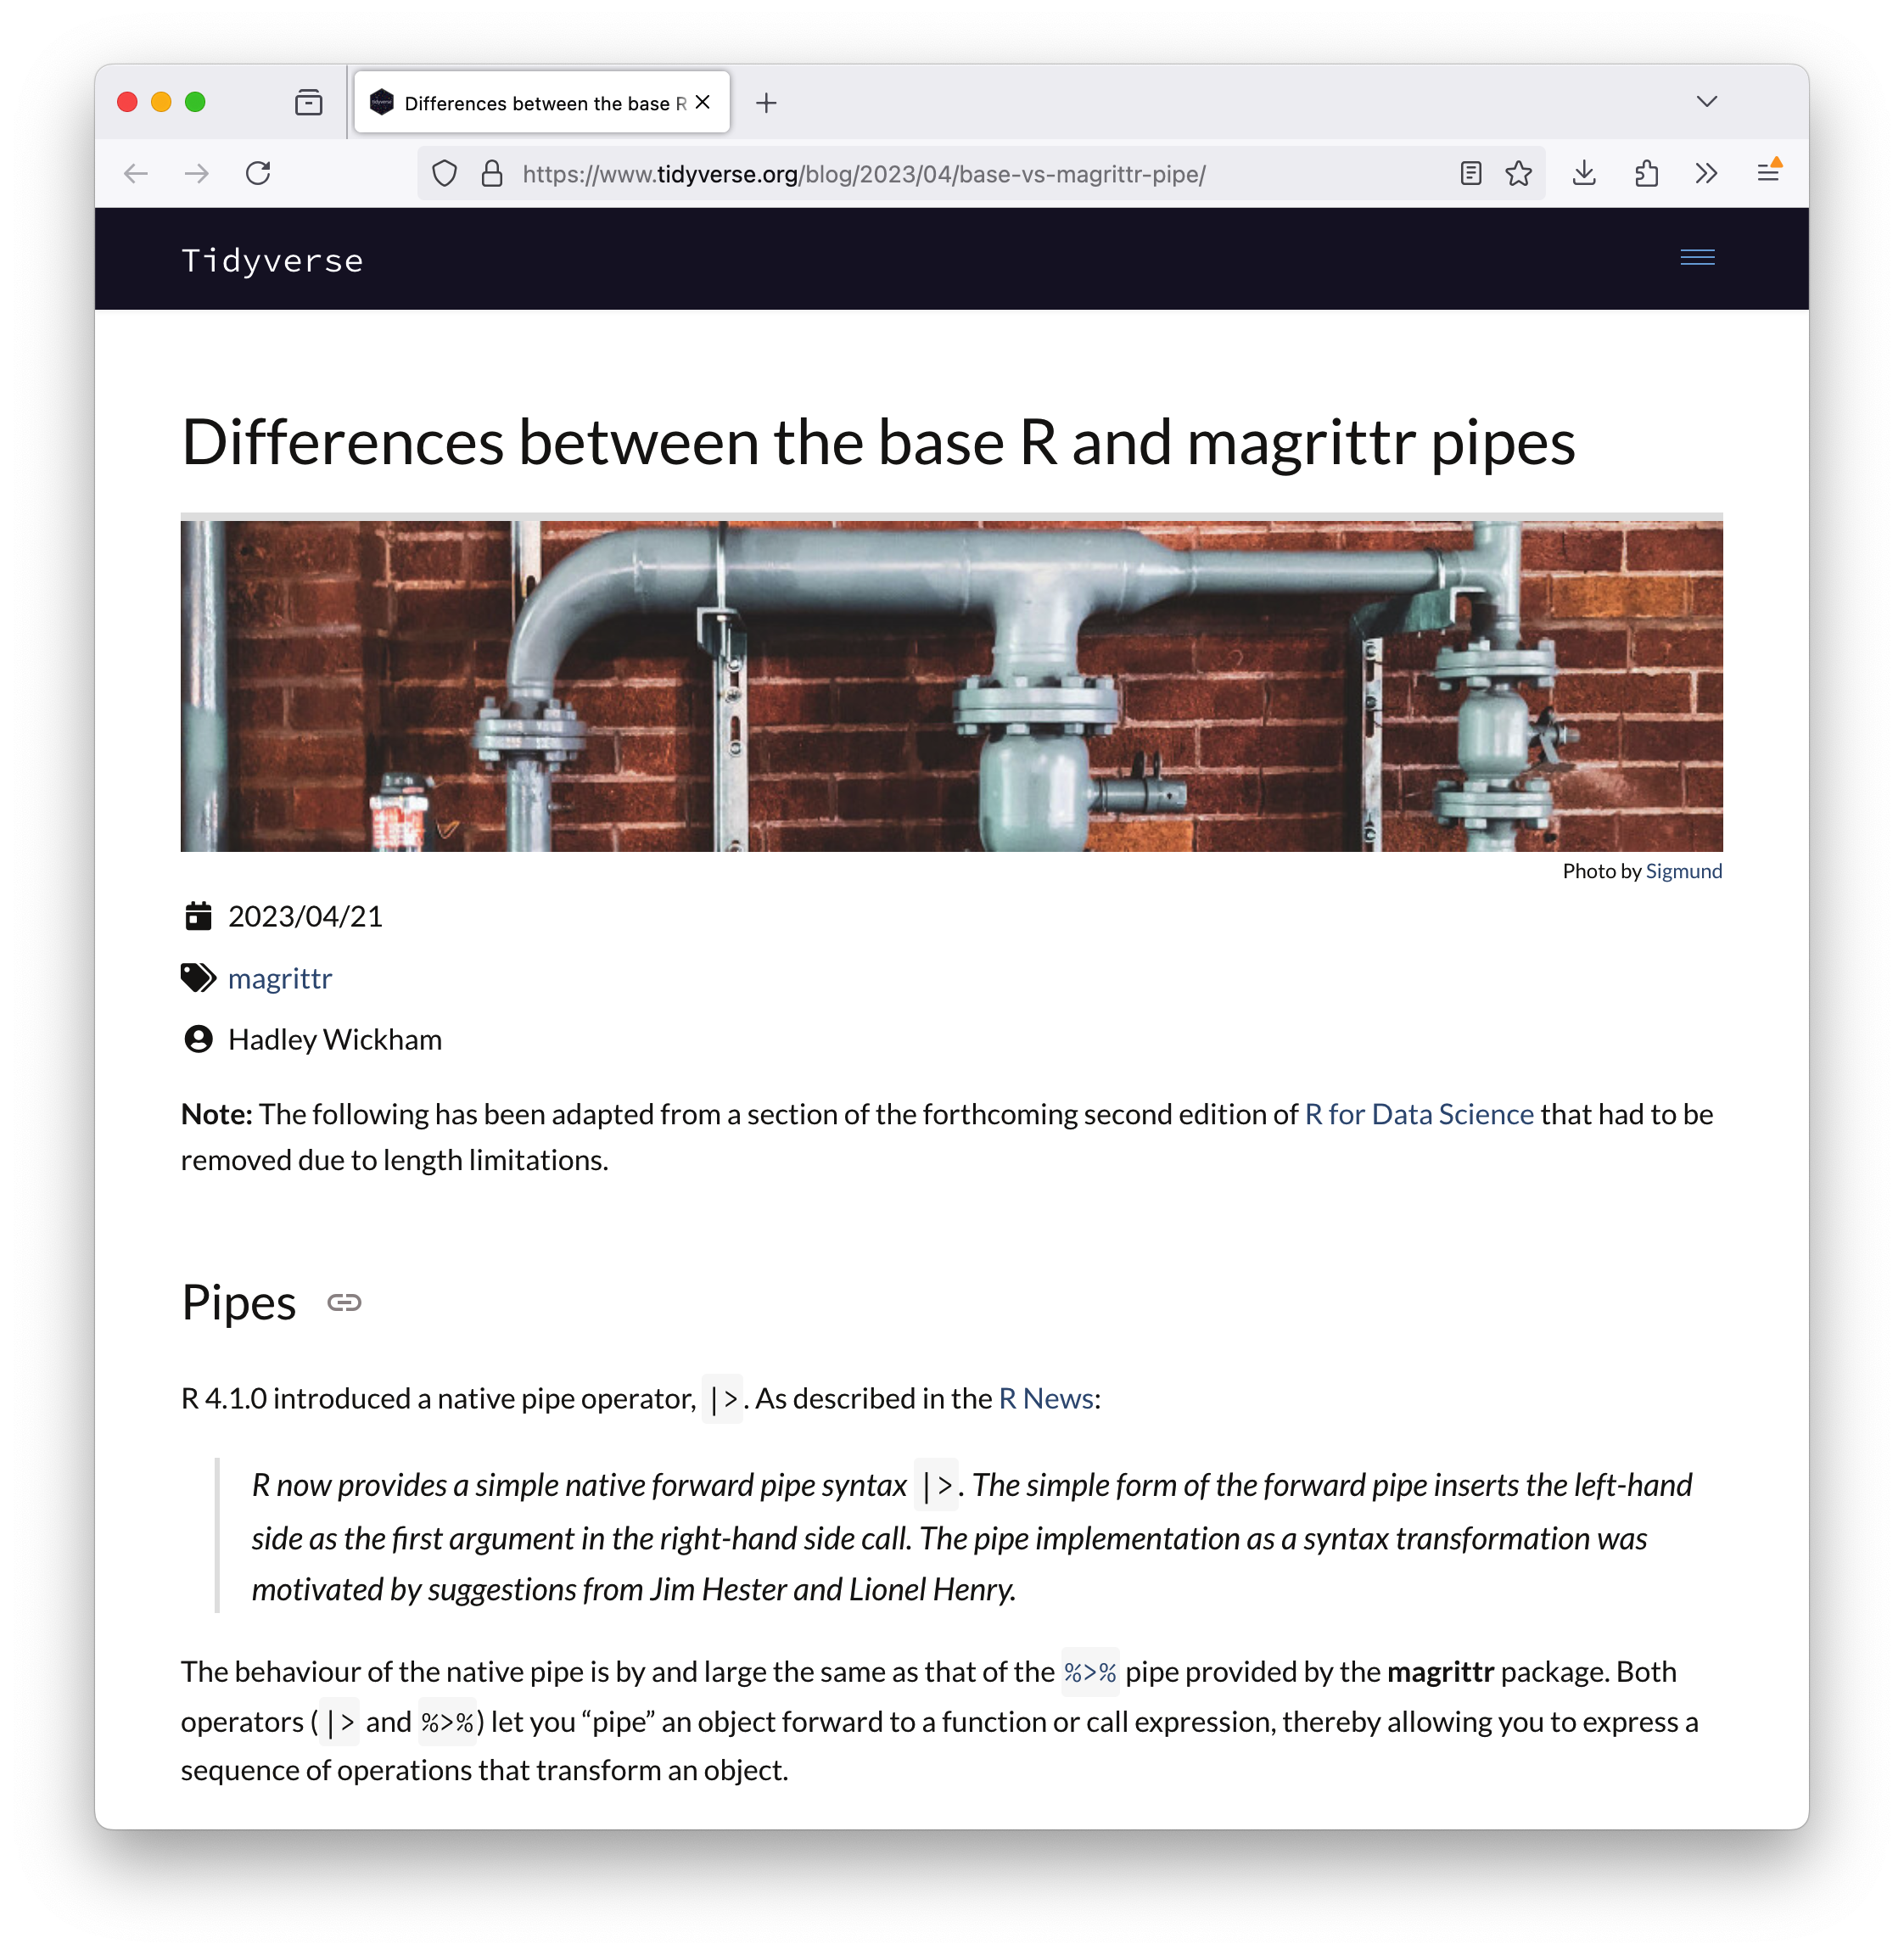 Differences between the base R
https://www.tidyverse.org/blog/2023/04/base-vs-magrittr-pipe/
Tidyverse
Differences between the base R and magrittr pipes
Photo by Sigmund
2023/04/21
magrittr
Hadley Wickham
Note: The following has been adapted from a section of the forthcoming second edition of R for Data Science that had to be
removed due to length limitations.
Pipes
R 4.1.0 introduced a native pipe operator, |>. As described in the R News:
R now provides a simple native forward pipe syntax |>. The simple form of the forward pipe inserts the left-hand
side as the first argument in the right-hand side call. The pipe implementation as a syntax transformation was
motivated by suggestions from Jim Hester and Lionel Henry.
The behaviour of the native pipe is by and large the same as that of the %>% pipe provided by the magrittr package. Both
operators ( |> and %>%) let you “pipe” an object forward to a function or call expression, thereby allowing you to express a
sequence of operations that transform an object.